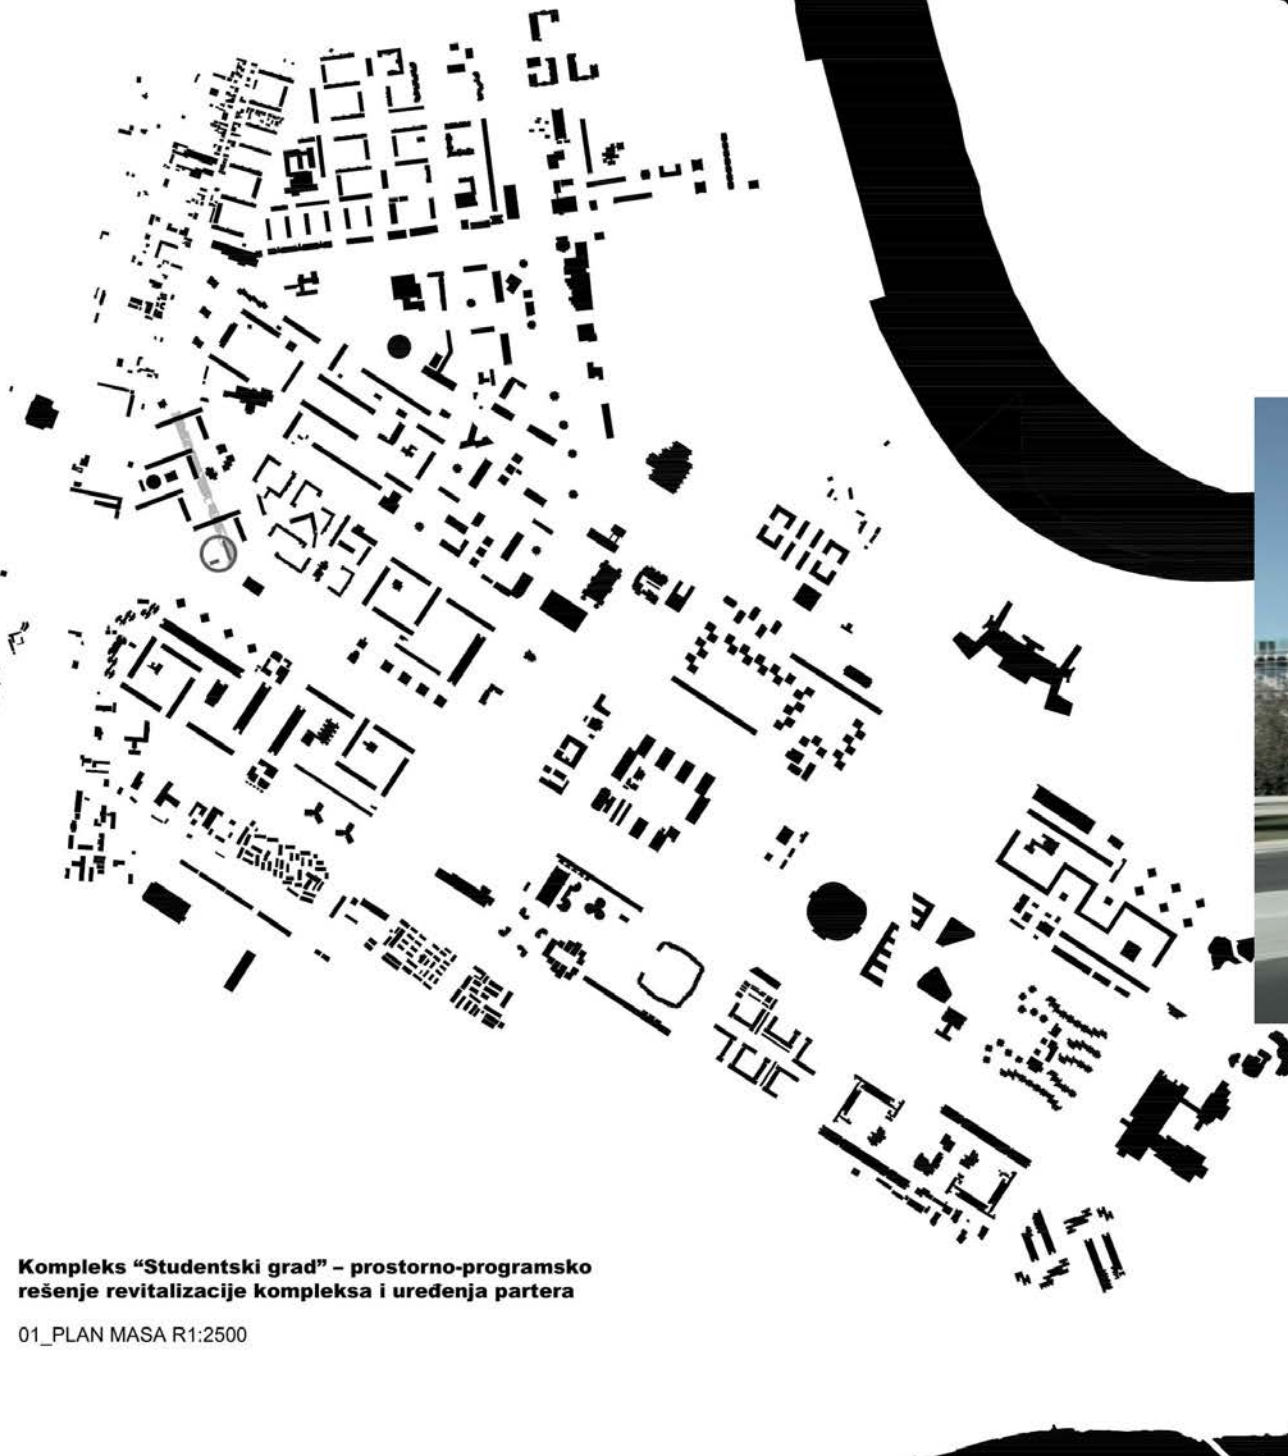 Kompleks “Studentski grad” – prostorno-programsko
rešenje revitalizacije kompleksa i uređenja partera
01_PLAN MASA R1:2500